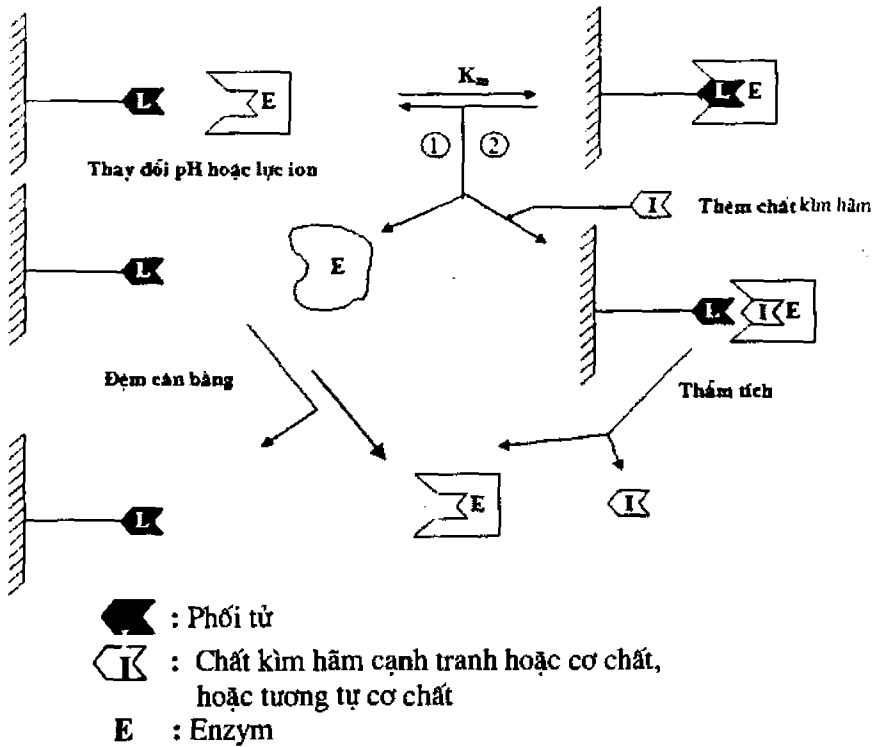 L E Kₘ L E
① ②
Thay đổi pH hoặc lực ion
I Thêm chất kìm hãm
L E
L I E
Đệm cân bằng
Thẩm tích
L E I
: Phối tử
I : Chất kìm hãm cạnh tranh hoặc cơ chất,
hoặc tương tự cơ chất
E : Enzym